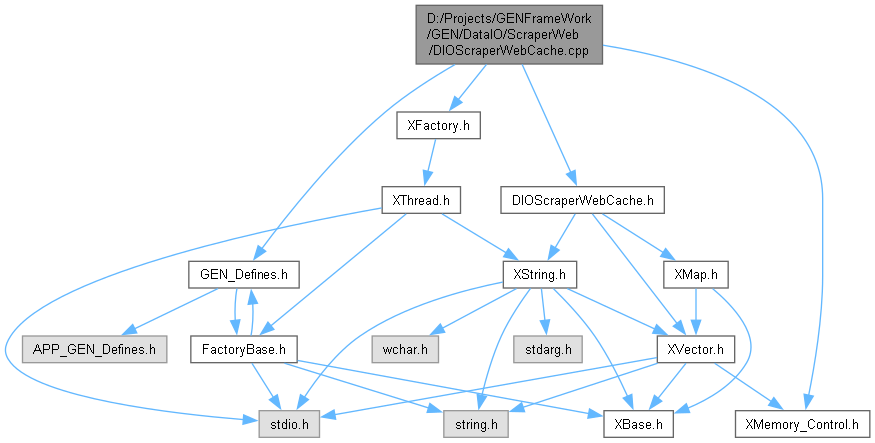 D:/Projects/GENFrameWork
/GEN/DataIO/ScraperWeb
/DIOScraperWebCache.cpp
XFactory.h
XThread.h
DIOScraperWebCache.h
GEN_Defines.h
XString.h
XMap.h
APP_GEN_Defines.h
FactoryBase.h
wchar.h
stdarg.h
XVector.h
stdio.h
string.h
XBase.h
XMemory_Control.h